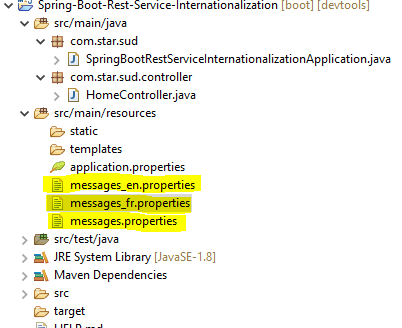 Spring-Boot-Rest-Service-Internationalization [boot] [devtools]
src/main/java
com.star.sud
SpringBootRestServiceInternationalizationApplication.java
com.star.sud.controller
HomeController.java
src/main/resources
static
templates
application.properties
messages_en.properties
messages_fr.properties
messages.properties
src/test/java
JRE System Library [JavaSE-1.8]
Maven Dependencies
src
target
HELP.md